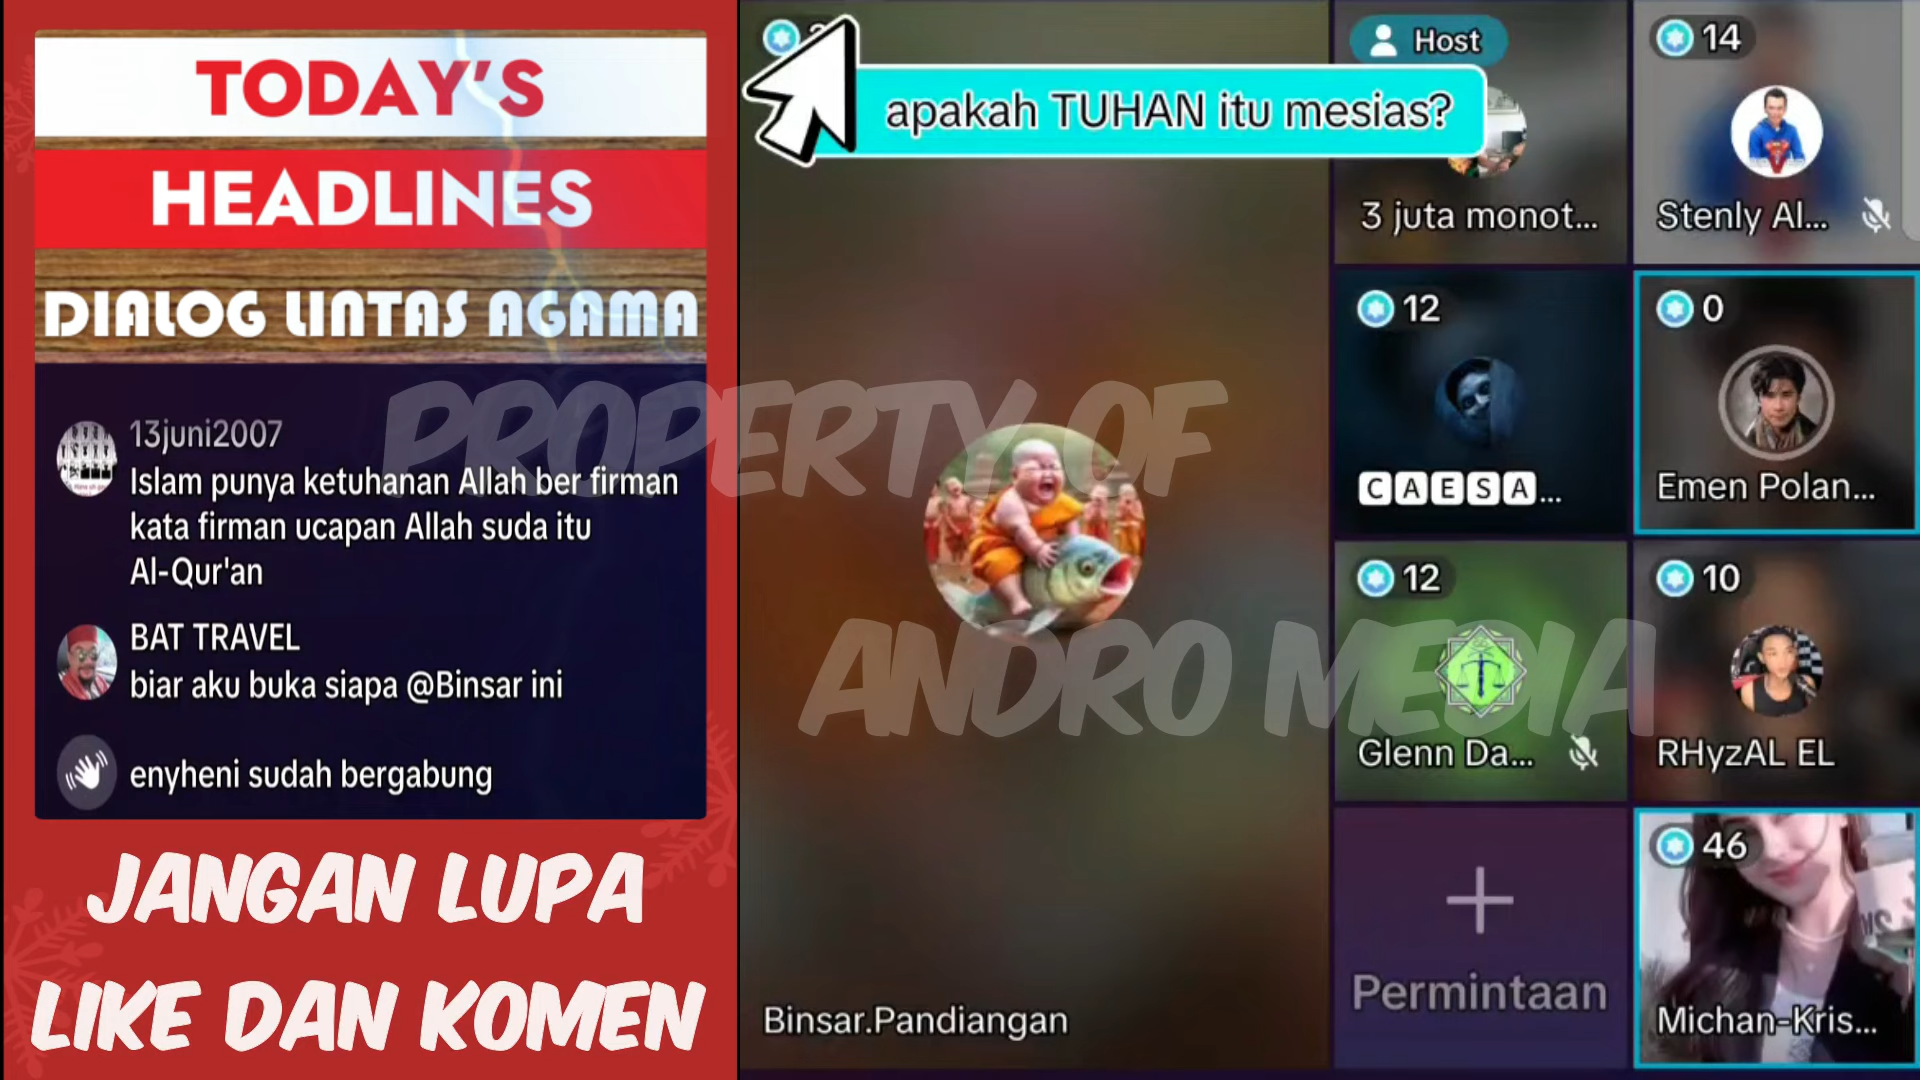 TODAY'S
HEADLINES
DIALOG LINTAS AGAMA
13juni2007
Islam punya ketuhanan Allah ber firman
kata firman ucapan Allah suda itu
Al-Qur'an
BAT TRAVEL
biar aku buka siapa @Binsar ini
enyheni sudah bergabung
JANGAN LUPA
LIKE DAN KOMEN
apakah TUHAN itu mesias?
PROPERTY OF
ANDRO MEDIA
Binsar.Pandiangan
Host
3 juta monot...
14
Stenly Al...
12
CAESA...
0
Emen Polan...
12
Glenn Da...
10
RHyzAL EL
Permintaan
46
Michan-Kris...